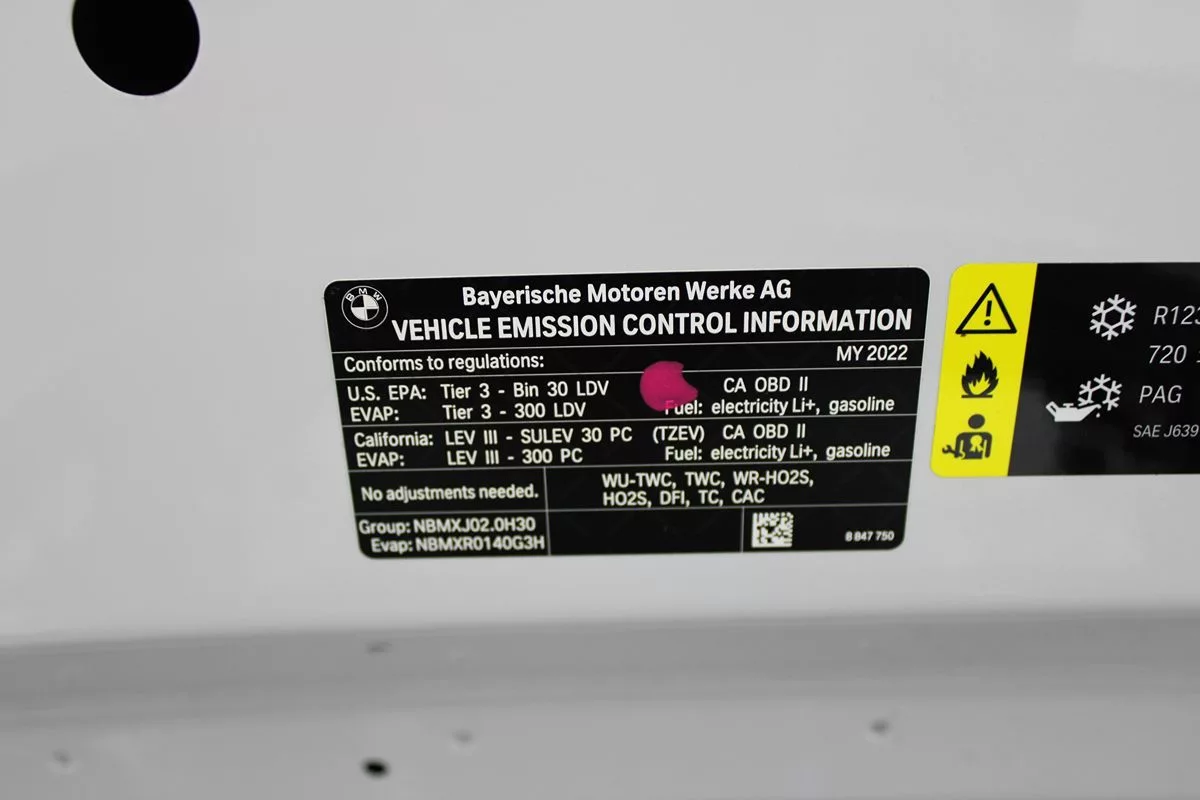 BMW
Bayerische Motoren Werke AG
VEHICLE EMISSION CONTROL INFORMATION
Conforms to regulations: MY 2022
U.S. EPA: Tier 3 - Bin 30 LDV CA OBD II
EVAP: Tier 3 - 300 LDV Fuel: electricity Li+, gasoline
California: LEV III - SULEV 30 PC (TZEV) CA OBD II
EVAP: LEV III - 300 PC Fuel: electricity Li+, gasoline
No adjustments needed.
WU-TWC, TWC, WR-HO2S,
HO2S, DFI, TC, CAC
Group: NBMXJ02.0H30
Evap: NBMXR0140G3H
8 847 750
R123
720
PAG
SAE J639